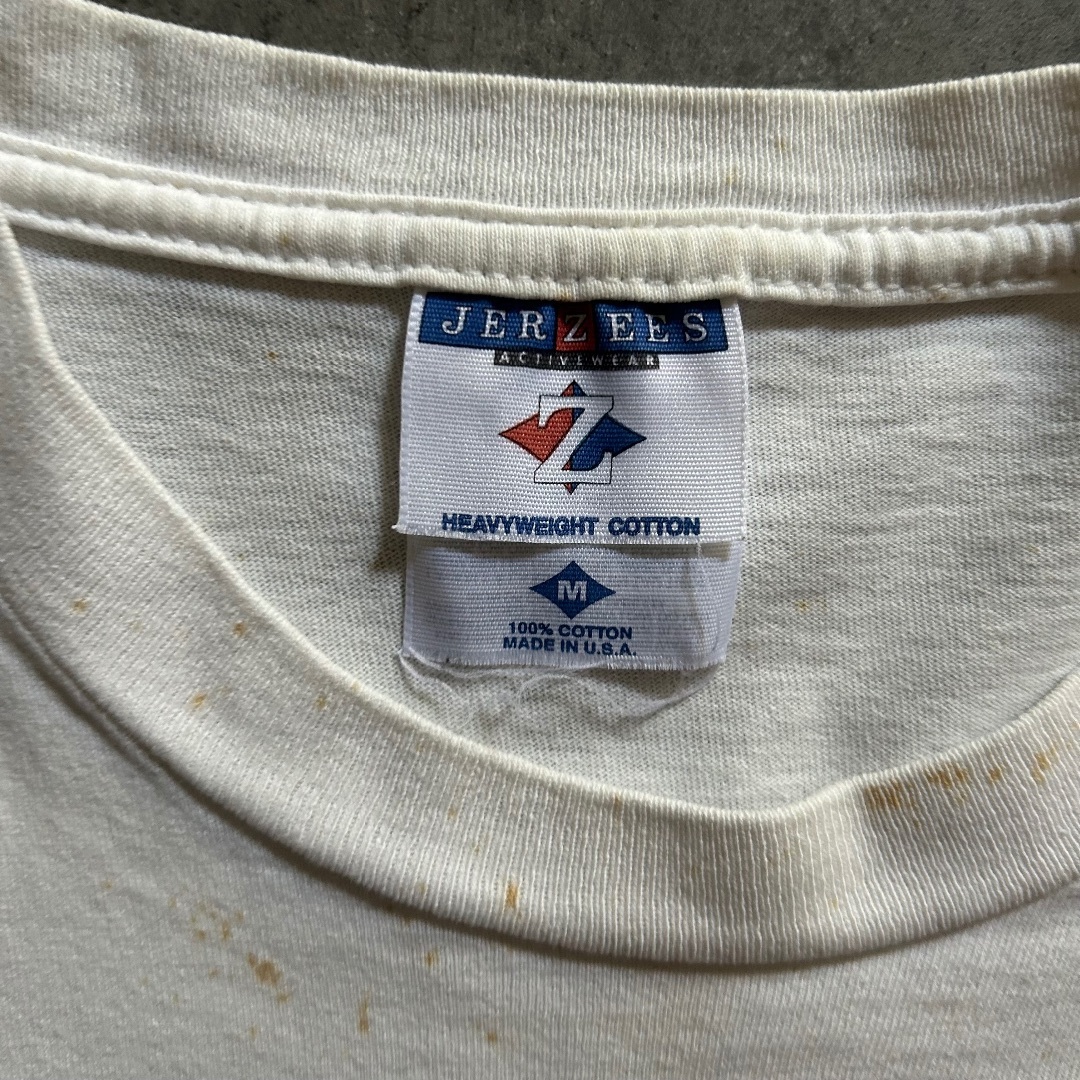 JERZEES
ACTIVEWEAR
Z
HEAVYWEIGHT COTTON
M
100% COTTON
MADE IN U.S.A.